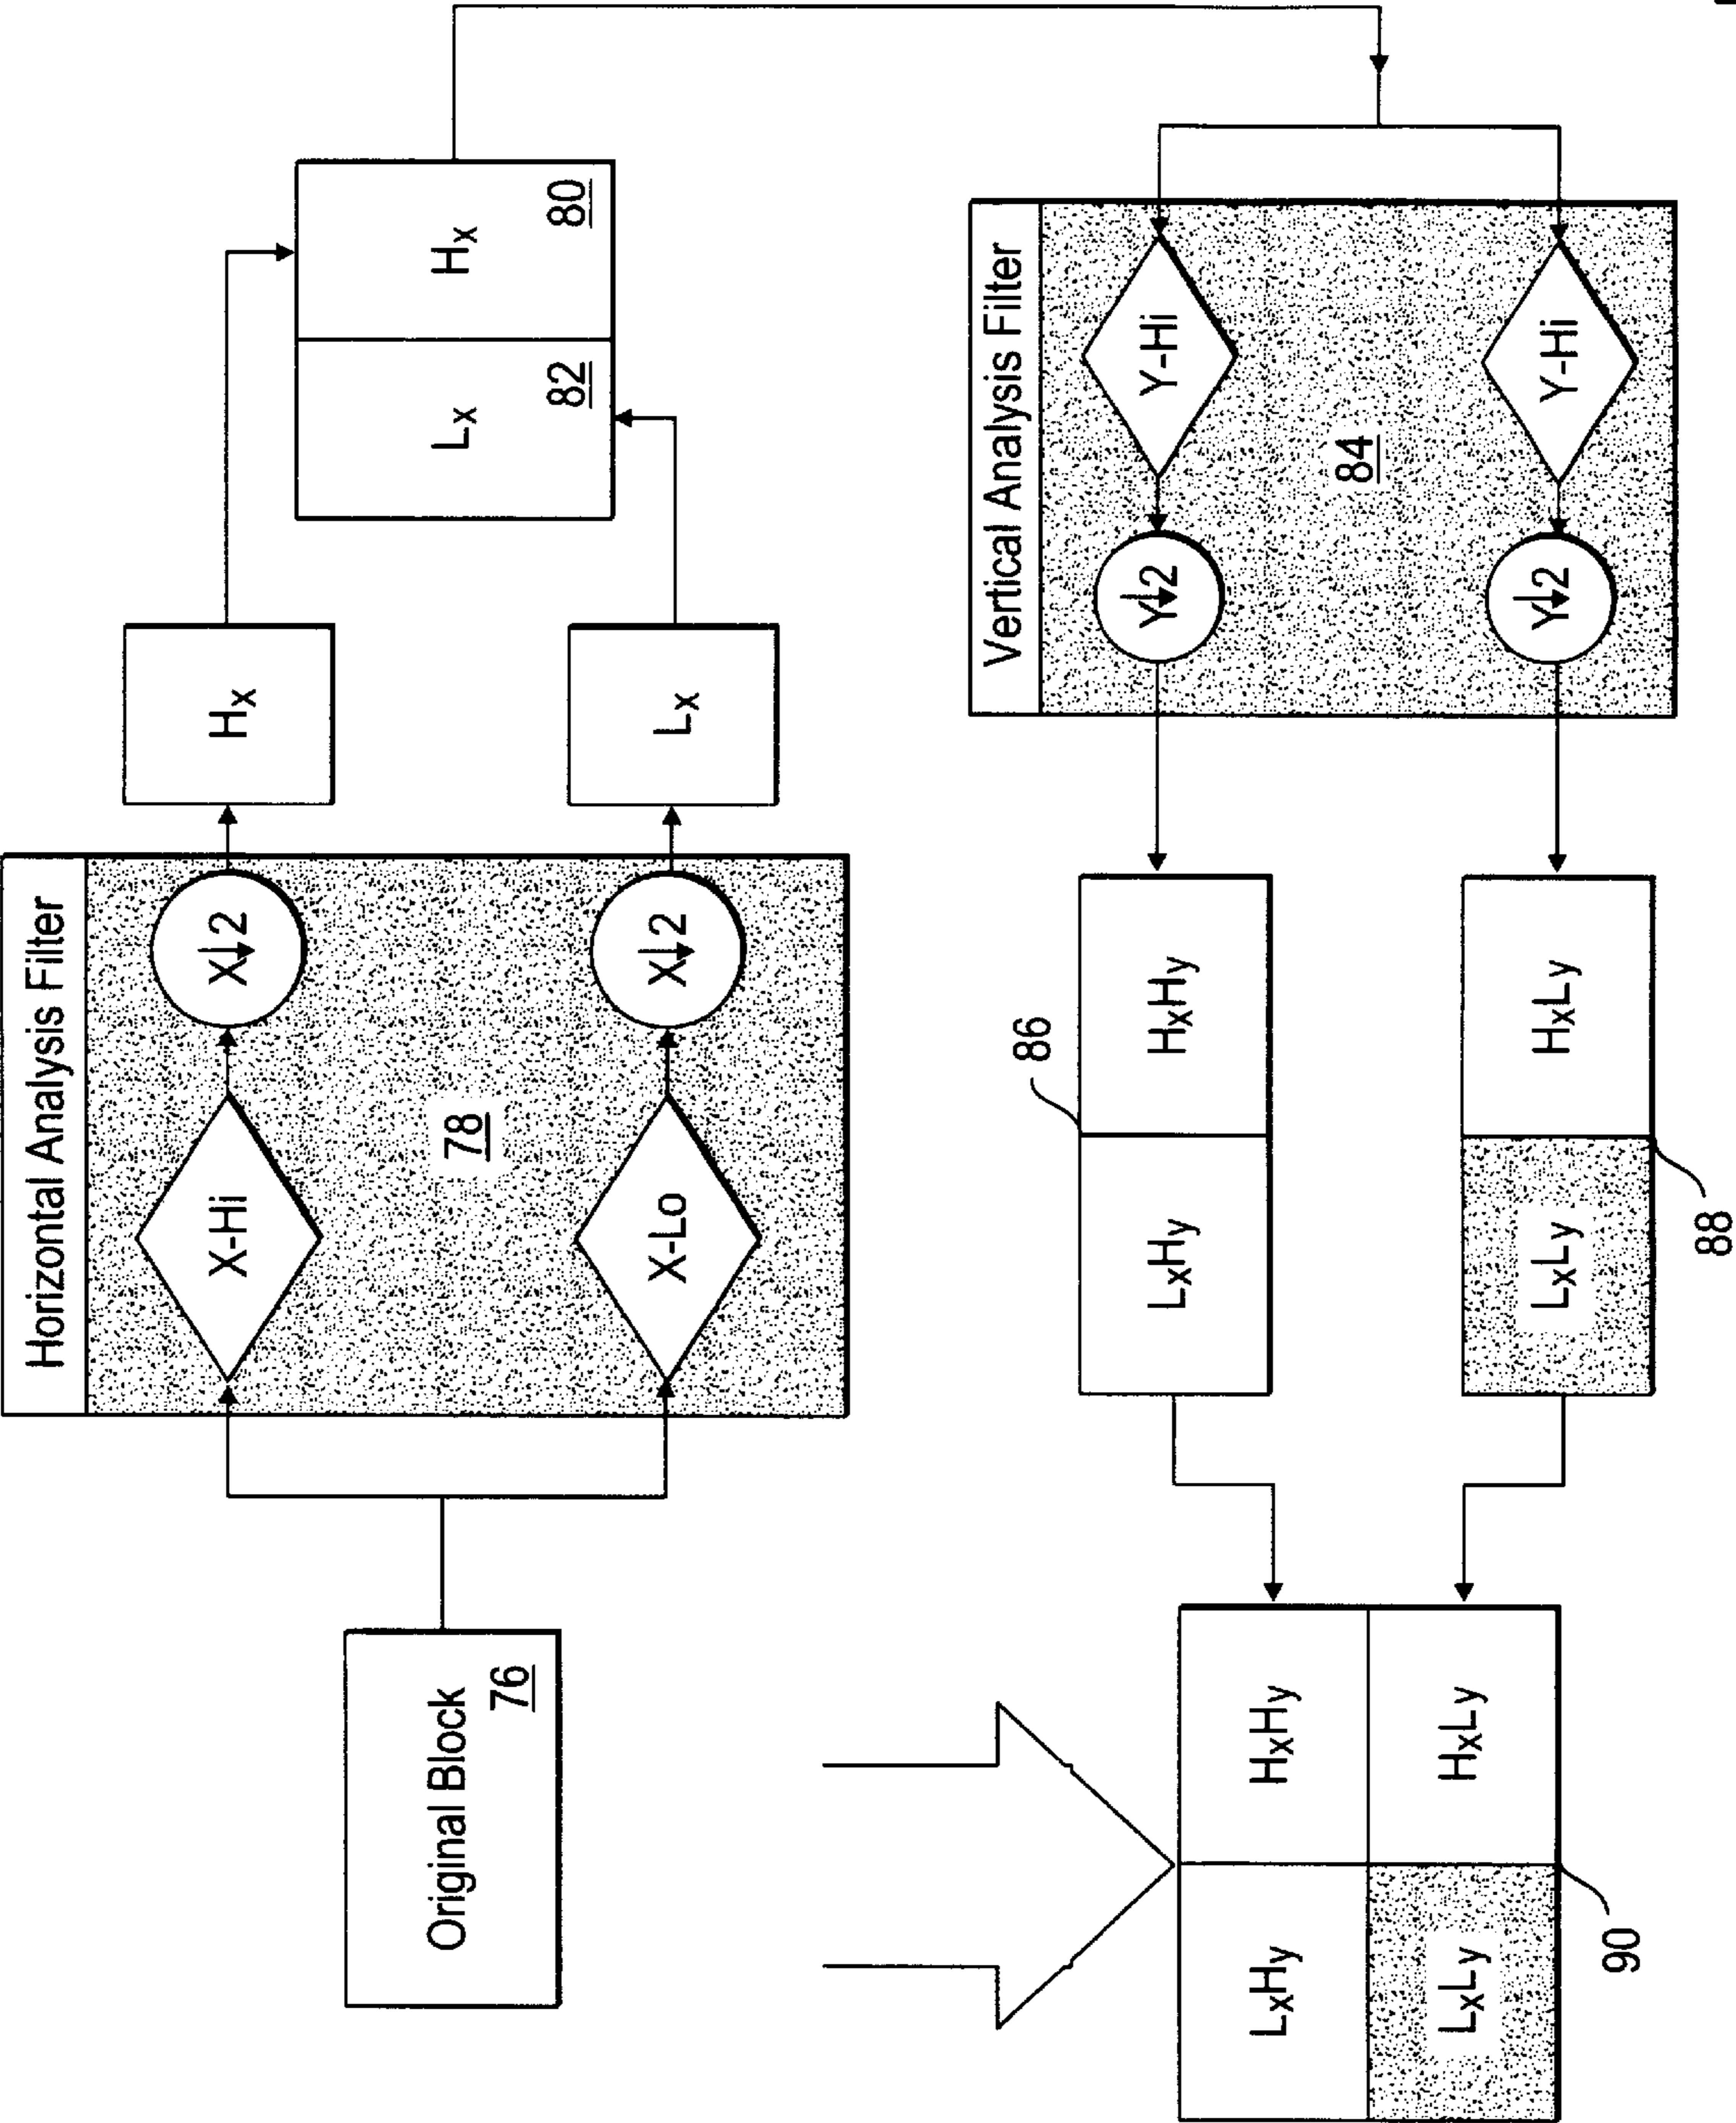 Horizontal Analysis Filter
X-Hi
X↓2
Hx
Original Block
76
78
X-Lo
X↓2
Lx
Lx
82
Hx
80
Vertical Analysis Filter
Y-Hi
Y↓2
84
Y-Hi
Y↓2
86
LxHy
HxHy
LxLy
HxLy
88
LxHy
HxHy
LxLy
HxLy
90